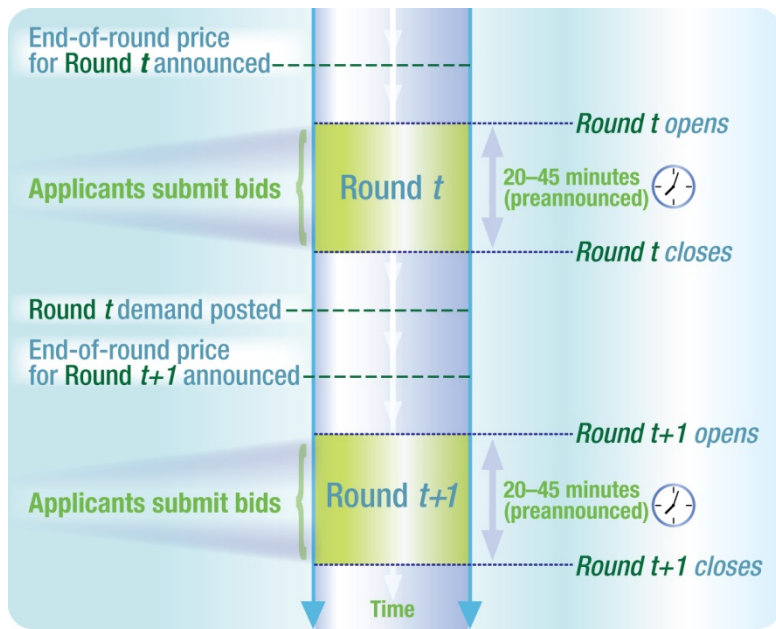 End-of-round price
for Round t announced
Round t opens
Applicants submit bids
Round t
20–45 minutes
(preannounced)
Round t closes
Round t demand posted
End-of-round price
for Round t+1 announced
Round t+1 opens
Applicants submit bids
Round t+1
20–45 minutes
(preannounced)
Round t+1 closes
Time